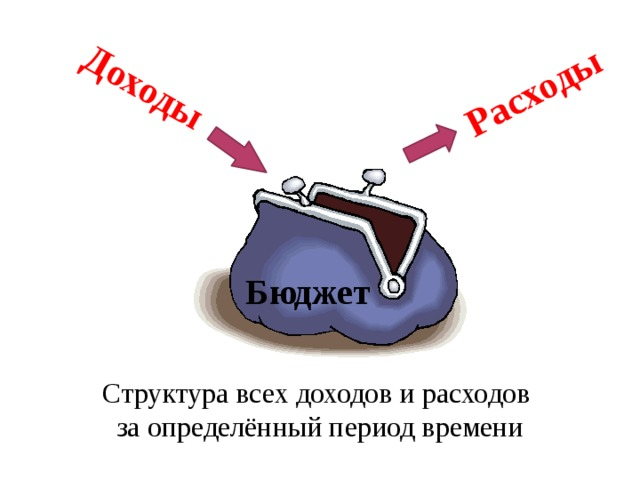 Доходы
Расходы
Бюджет
Структура всех доходов и расходов
за определённый период времени